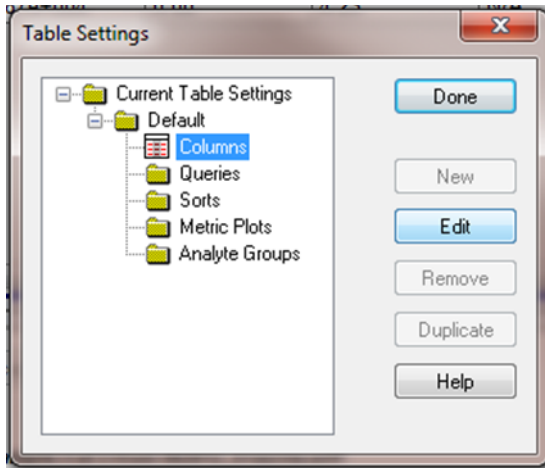 Table Settings
Current Table Settings
Default
Columns
Queries
Sorts
Metric Plots
Analyte Groups
Done
New
Edit
Remove
Duplicate
Help